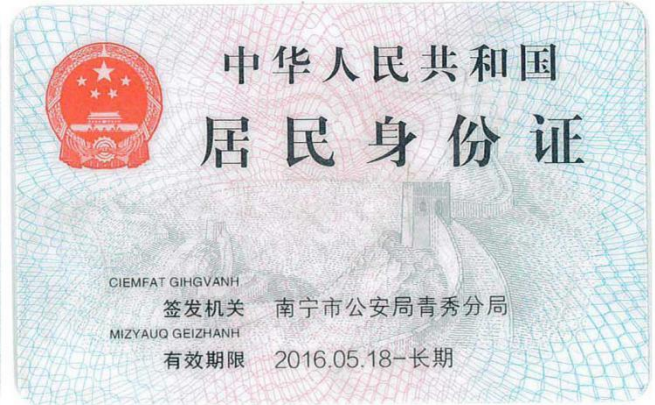 中华人民共和国
居民身份证
CIEMFAT GIHGVANH
签发机关 南宁市公安局青秀分局
MIZYAUQ GEIZHANH
有效期限 2016.05.18-长期